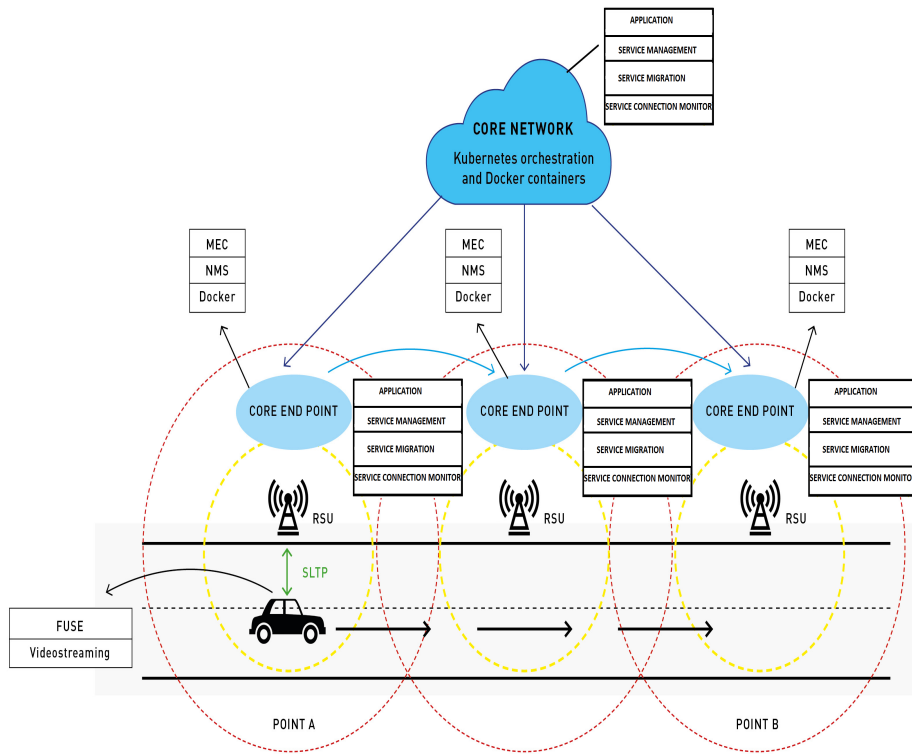 APPLICATION
SERVICE MANAGEMENT
SERVICE MIGRATION
SERVICE CONNECTION MONITOR
CORE NETWORK
Kubernetes orchestration
and Docker containers
MEC
NMS
Docker
MEC
NMS
Docker
MEC
NMS
Docker
CORE END POINT
APPLICATION
SERVICE MANAGEMENT
SERVICE MIGRATION
SERVICE CONNECTION MONITOR
CORE END POINT
APPLICATION
SERVICE MANAGEMENT
SERVICE MIGRATION
SERVICE CONNECTION MONITOR
CORE END POINT
APPLICATION
SERVICE MANAGEMENT
SERVICE MIGRATION
SERVICE CONNECTION MONITOR
RSU
RSU
RSU
SLTP
FUSE
Videostreaming
POINT A
POINT B